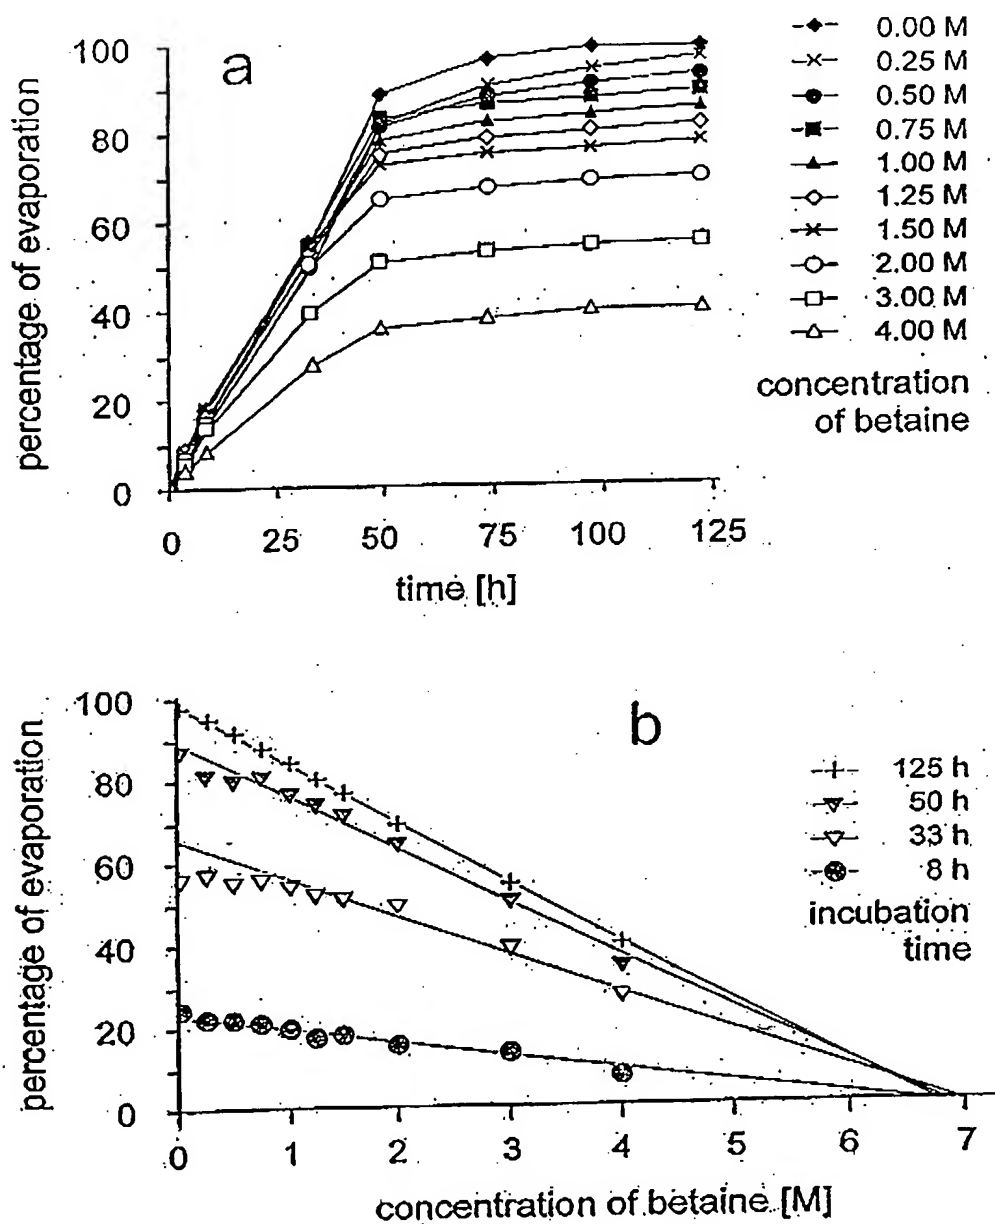 a
percentage of evaporation
100
80
60
40
20
0
0 25 50 75 100 125
time [h]
0.00 M
0.25 M
0.50 M
0.75 M
1.00 M
1.25 M
1.50 M
2.00 M
3.00 M
4.00 M
concentration
of betaine
b
percentage of evaporation
100
80
60
40
20
0
0 1 2 3 4 5 6 7
concentration of betaine [M]
125 h
50 h
33 h
8 h
incubation
time